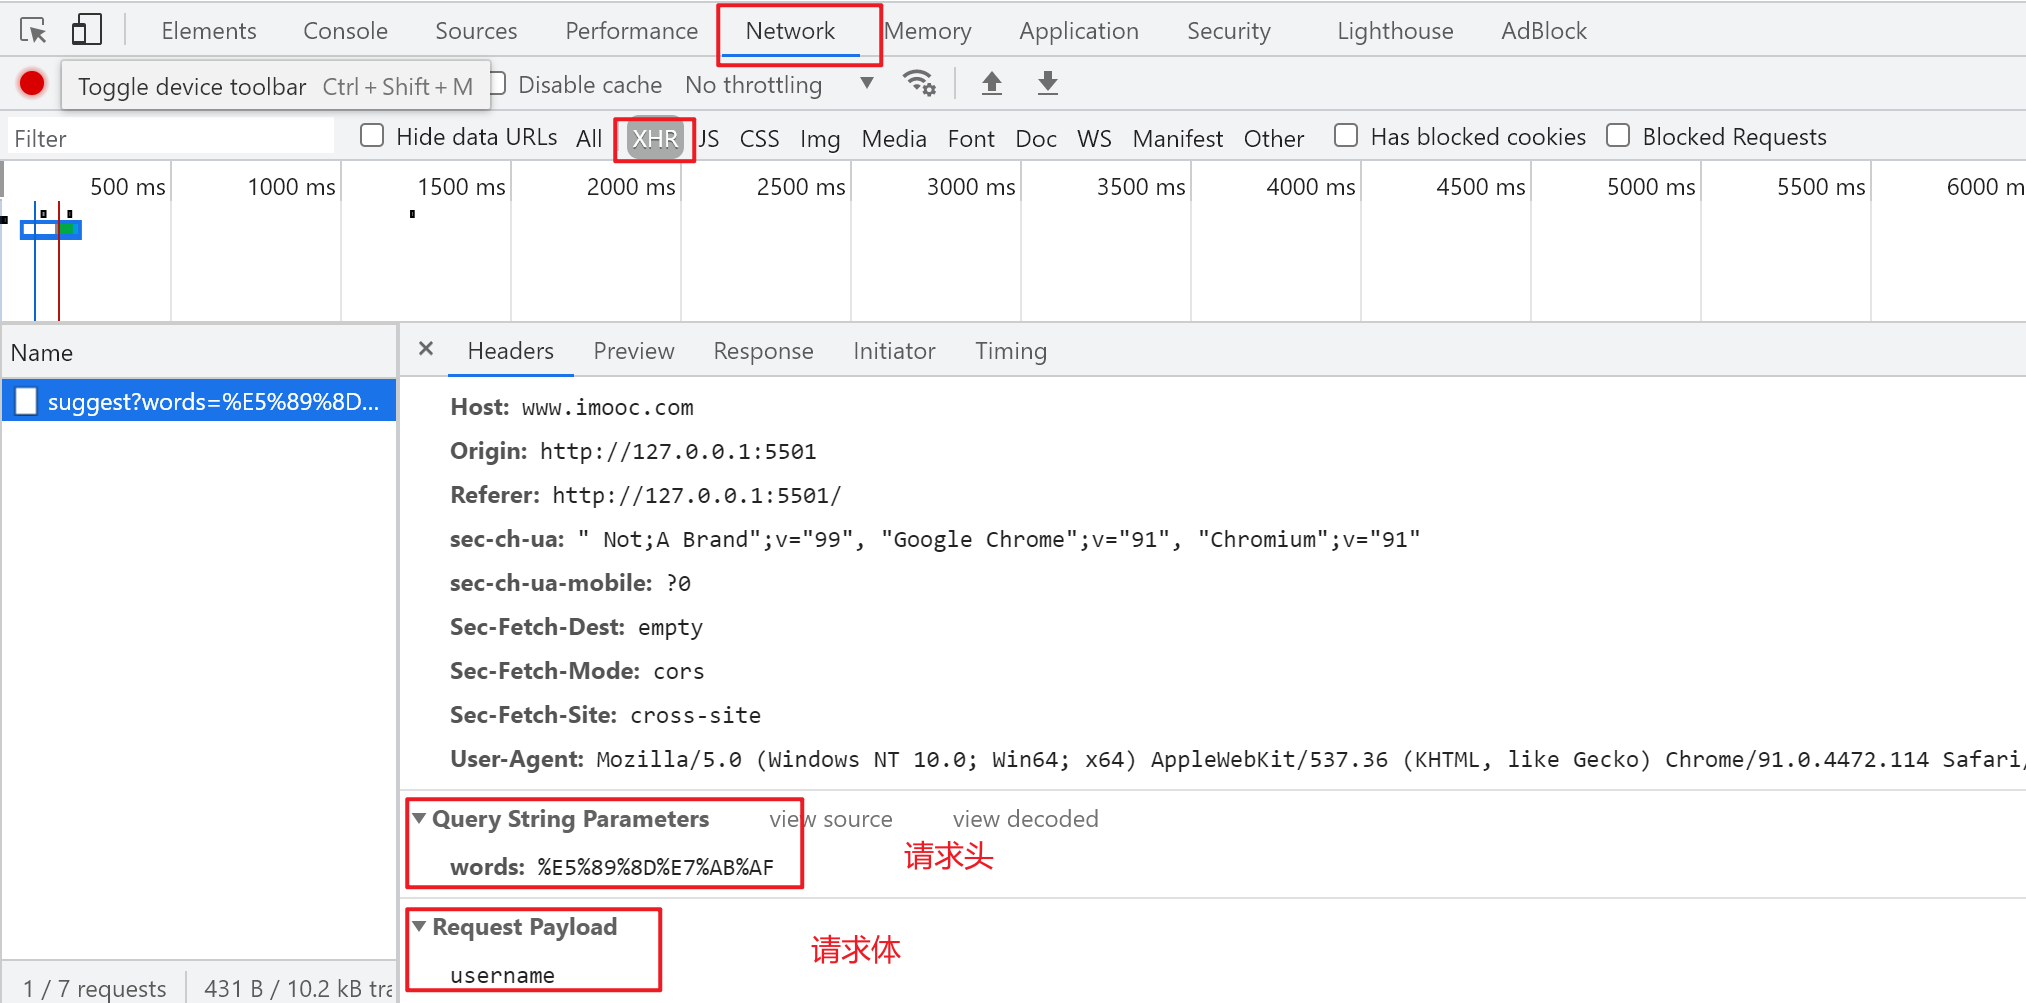 Elements Console Sources Performance Network Memory Application Security Lighthouse AdBlock
Toggle device toolbar Ctrl + Shift + M Disable cache No throttling
Filter Hide data URLs All XHR JS CSS Img Media Font Doc WS Manifest Other Has blocked cookies Blocked Requests
500 ms 1000 ms 1500 ms 2000 ms 2500 ms 3000 ms 3500 ms 4000 ms 4500 ms 5000 ms 5500 ms 6000 m
Name
Headers Preview Response Initiator Timing
suggest?words=%E5%89%8D...
Host: www.imooc.com
Origin: http://127.0.0.1:5501
Referer: http://127.0.0.1:5501/
sec-ch-ua: " Not;A Brand";v="99", "Google Chrome";v="91", "Chromium";v="91"
sec-ch-ua-mobile: ?0
Sec-Fetch-Dest: empty
Sec-Fetch-Mode: cors
Sec-Fetch-Site: cross-site
User-Agent: Mozilla/5.0 (Windows NT 10.0; Win64; x64) AppleWebKit/537.36 (KHTML, like Gecko) Chrome/91.0.4472.114 Safari/
Query String Parameters view source view decoded
words: %E5%89%8D%E7%AB%AF
请求头
Request Payload
请求体
username
1 / 7 requests 431 B / 10.2 kB tra